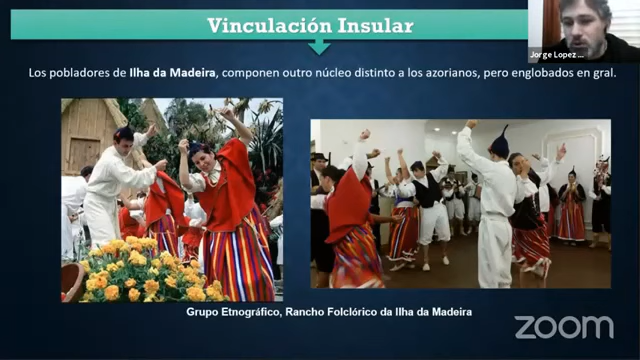 Vinculación Insular
Jorge Lopez ...
Los pobladores de Ilha da Madeira, componen outro núcleo distinto a los azorianos, pero englobados en gral.
Grupo Etnográfico, Rancho Folclórico da Ilha da Madeira
zoom